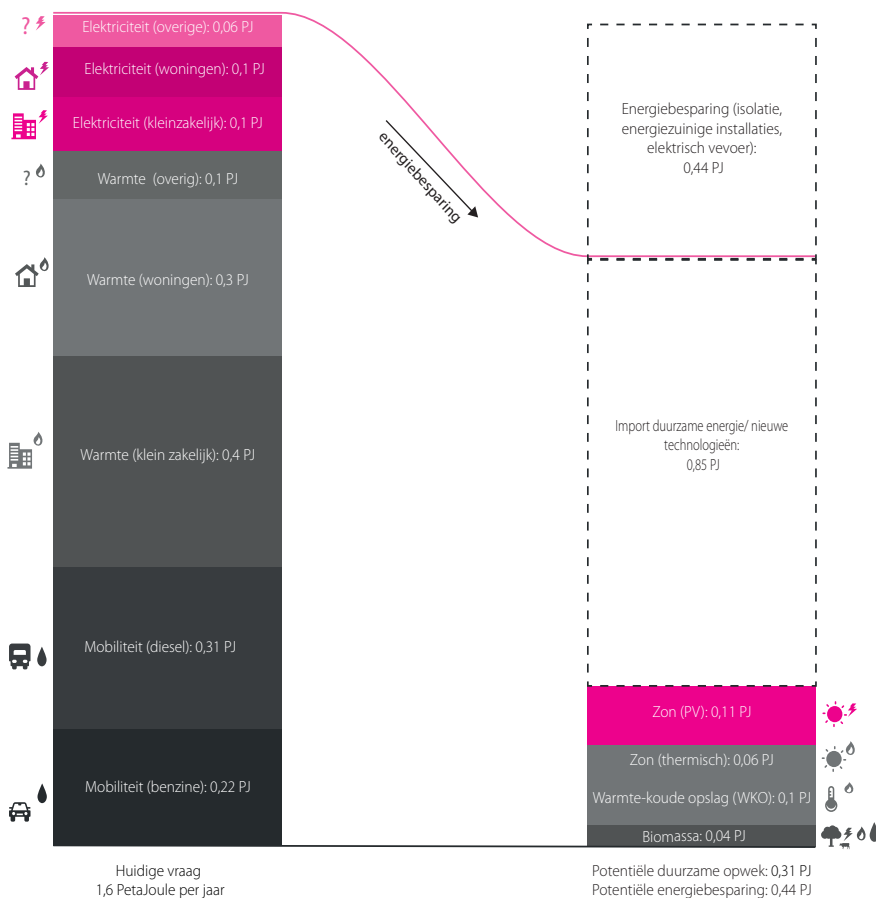 ? Elektriciteit (overige): 0,06 PJ
Elektriciteit (woningen): 0,1 PJ
Elektriciteit (kleinzakelijk): 0,1 PJ
? Warmte (overig): 0,1 PJ
Warmte (woningen): 0,3 PJ
Warmte (klein zakelijk): 0,4 PJ
Mobiliteit (diesel): 0,31 PJ
Mobiliteit (benzine): 0,22 PJ
Huidige vraag
1,6 PetaJoule per jaar
energiebesparing
Energiebesparing (isolatie,
energiezuinige installaties,
elektrisch vevoer):
0,44 PJ
Import duurzame energie/ nieuwe
technologieën:
0,85 PJ
Zon (PV): 0,11 PJ
Zon (thermisch): 0,06 PJ
Warmte-koude opslag (WKO): 0,1 PJ
Biomassa: 0,04 PJ
Potentiële duurzame opwek: 0,31 PJ
Potentiële energiebesparing: 0,44 PJ